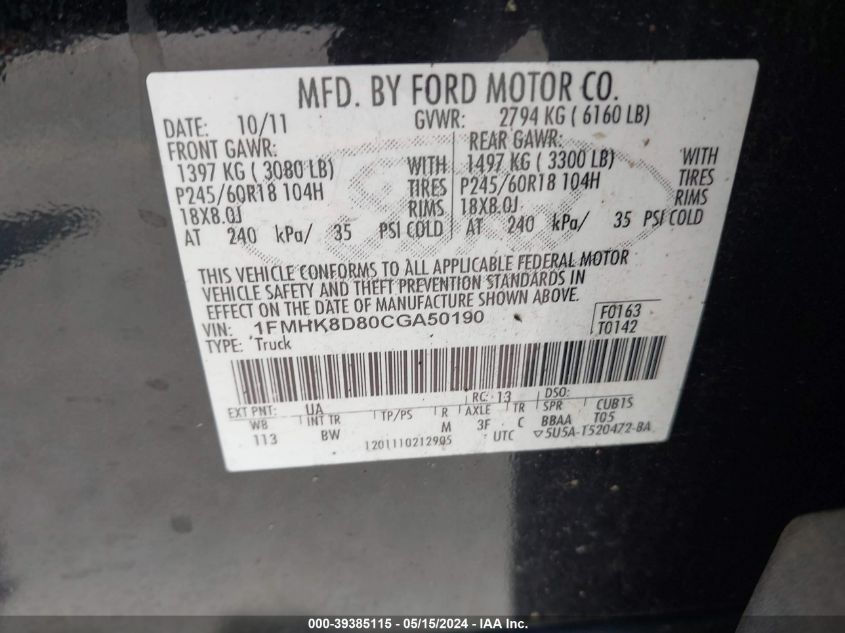 MFD. BY FORD MOTOR CO.
DATE: 10/11 GVWR: 2794 KG ( 6160 LB)
FRONT GAWR: REAR GAWR:
1397 KG ( 3080 LB) WITH 1497 KG ( 3300 LB) WITH
P245/60R18 104H TIRES P245/60R18 104H TIRES
18X8.0J RIMS 18X8.0J RIMS
AT 240 kPa/ 35 PSI COLD AT 240 kPa/ 35 PSI COLD
THIS VEHICLE CONFORMS TO ALL APPLICABLE FEDERAL MOTOR
VEHICLE SAFETY AND THEFT PREVENTION STANDARDS IN
EFFECT ON THE DATE OF MANUFACTURE SHOWN ABOVE.
VIN: 1FMHK8D80CGA50190 F0163
TYPE: Truck T0142
EXT PNT: UA RC: 13 DSO:
WB INT TR TP/PS R AXLE TR SPR CUB1S
113 BW M 3F C BBAA T05
1201110212905 UTC ▽5U5A-T520472-BA
000-39385115 - 05/15/2024 - IAA Inc.